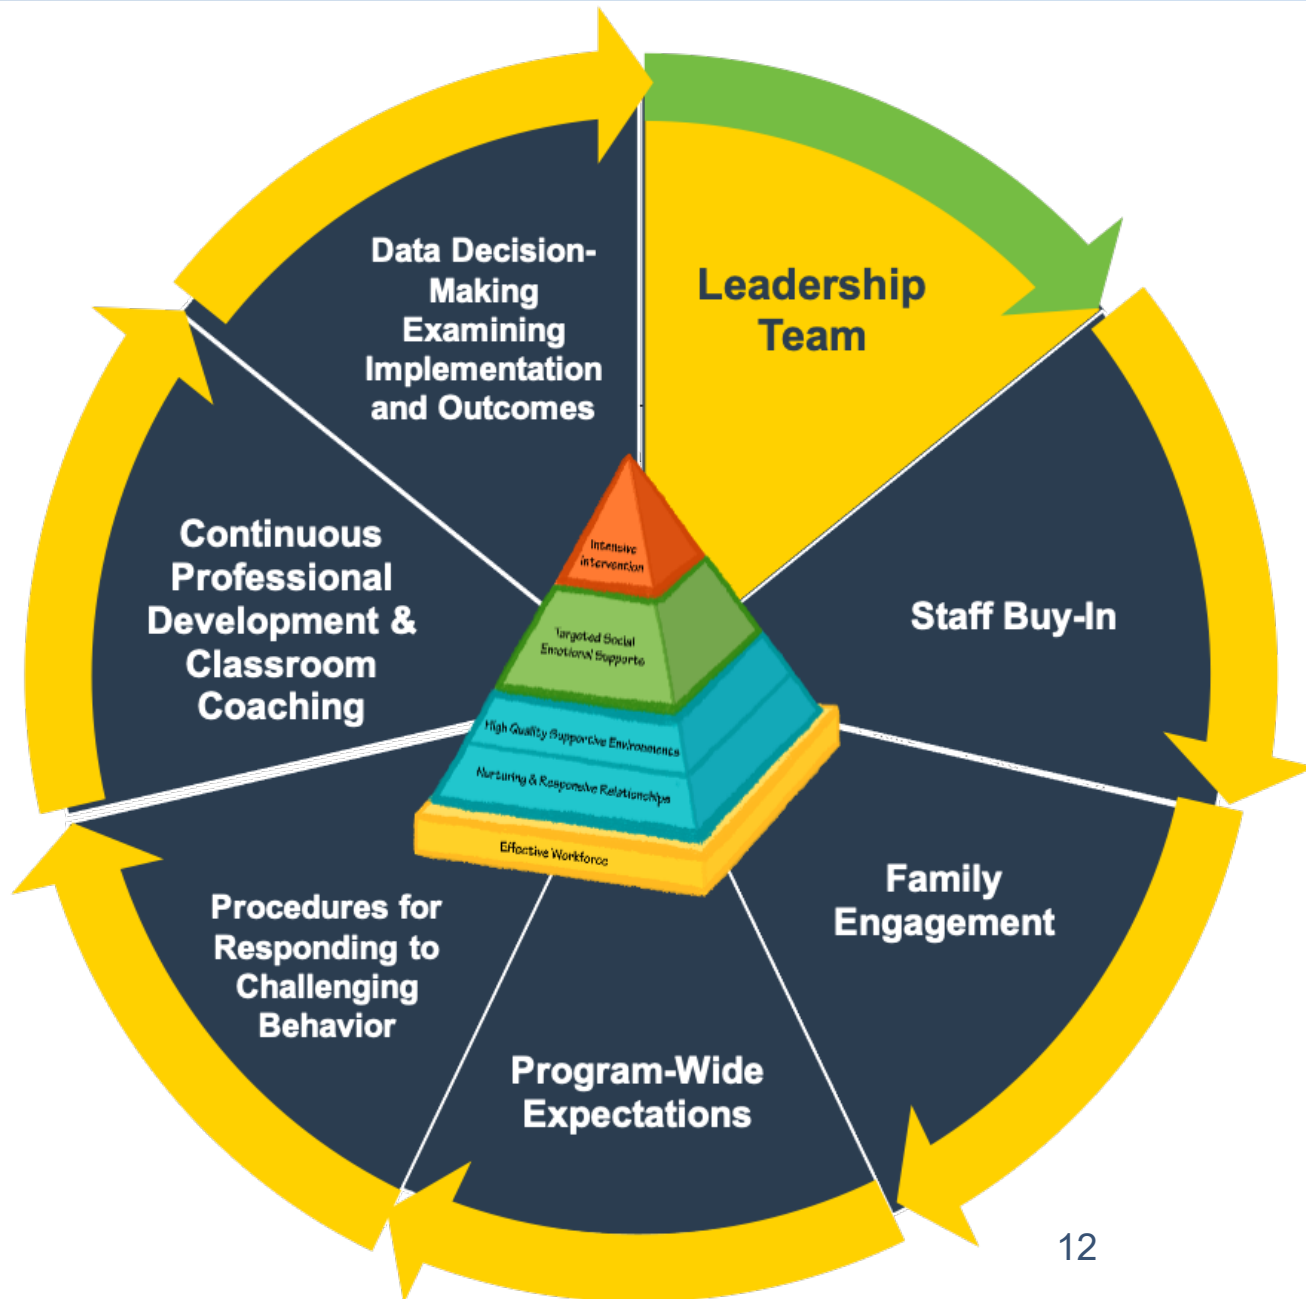 Data Decision-
Making
Examining
Implementation
and Outcomes
Leadership
Team
Staff Buy-In
Family
Engagement
Program-Wide
Expectations
Procedures for
Responding to
Challenging
Behavior
Continuous
Professional
Development &
Classroom
Coaching
Intensive
Intervention
Targeted Social
Emotional Supports
High Quality Supportive Environments
Nurturing & Responsive Relationships
Effective Workforce
12